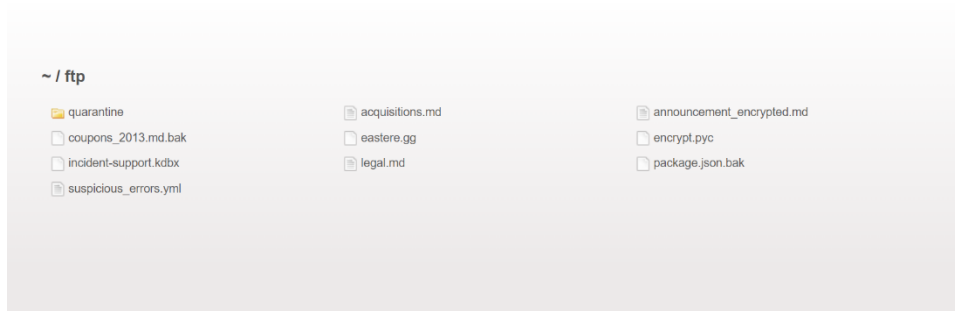 ~ / ftp
quarantine acquisitions.md announcement_encrypted.md
coupons_2013.md.bak eastere.gg encrypt.pyc
incident-support.kdbx legal.md package.json.bak
suspicious_errors.yml